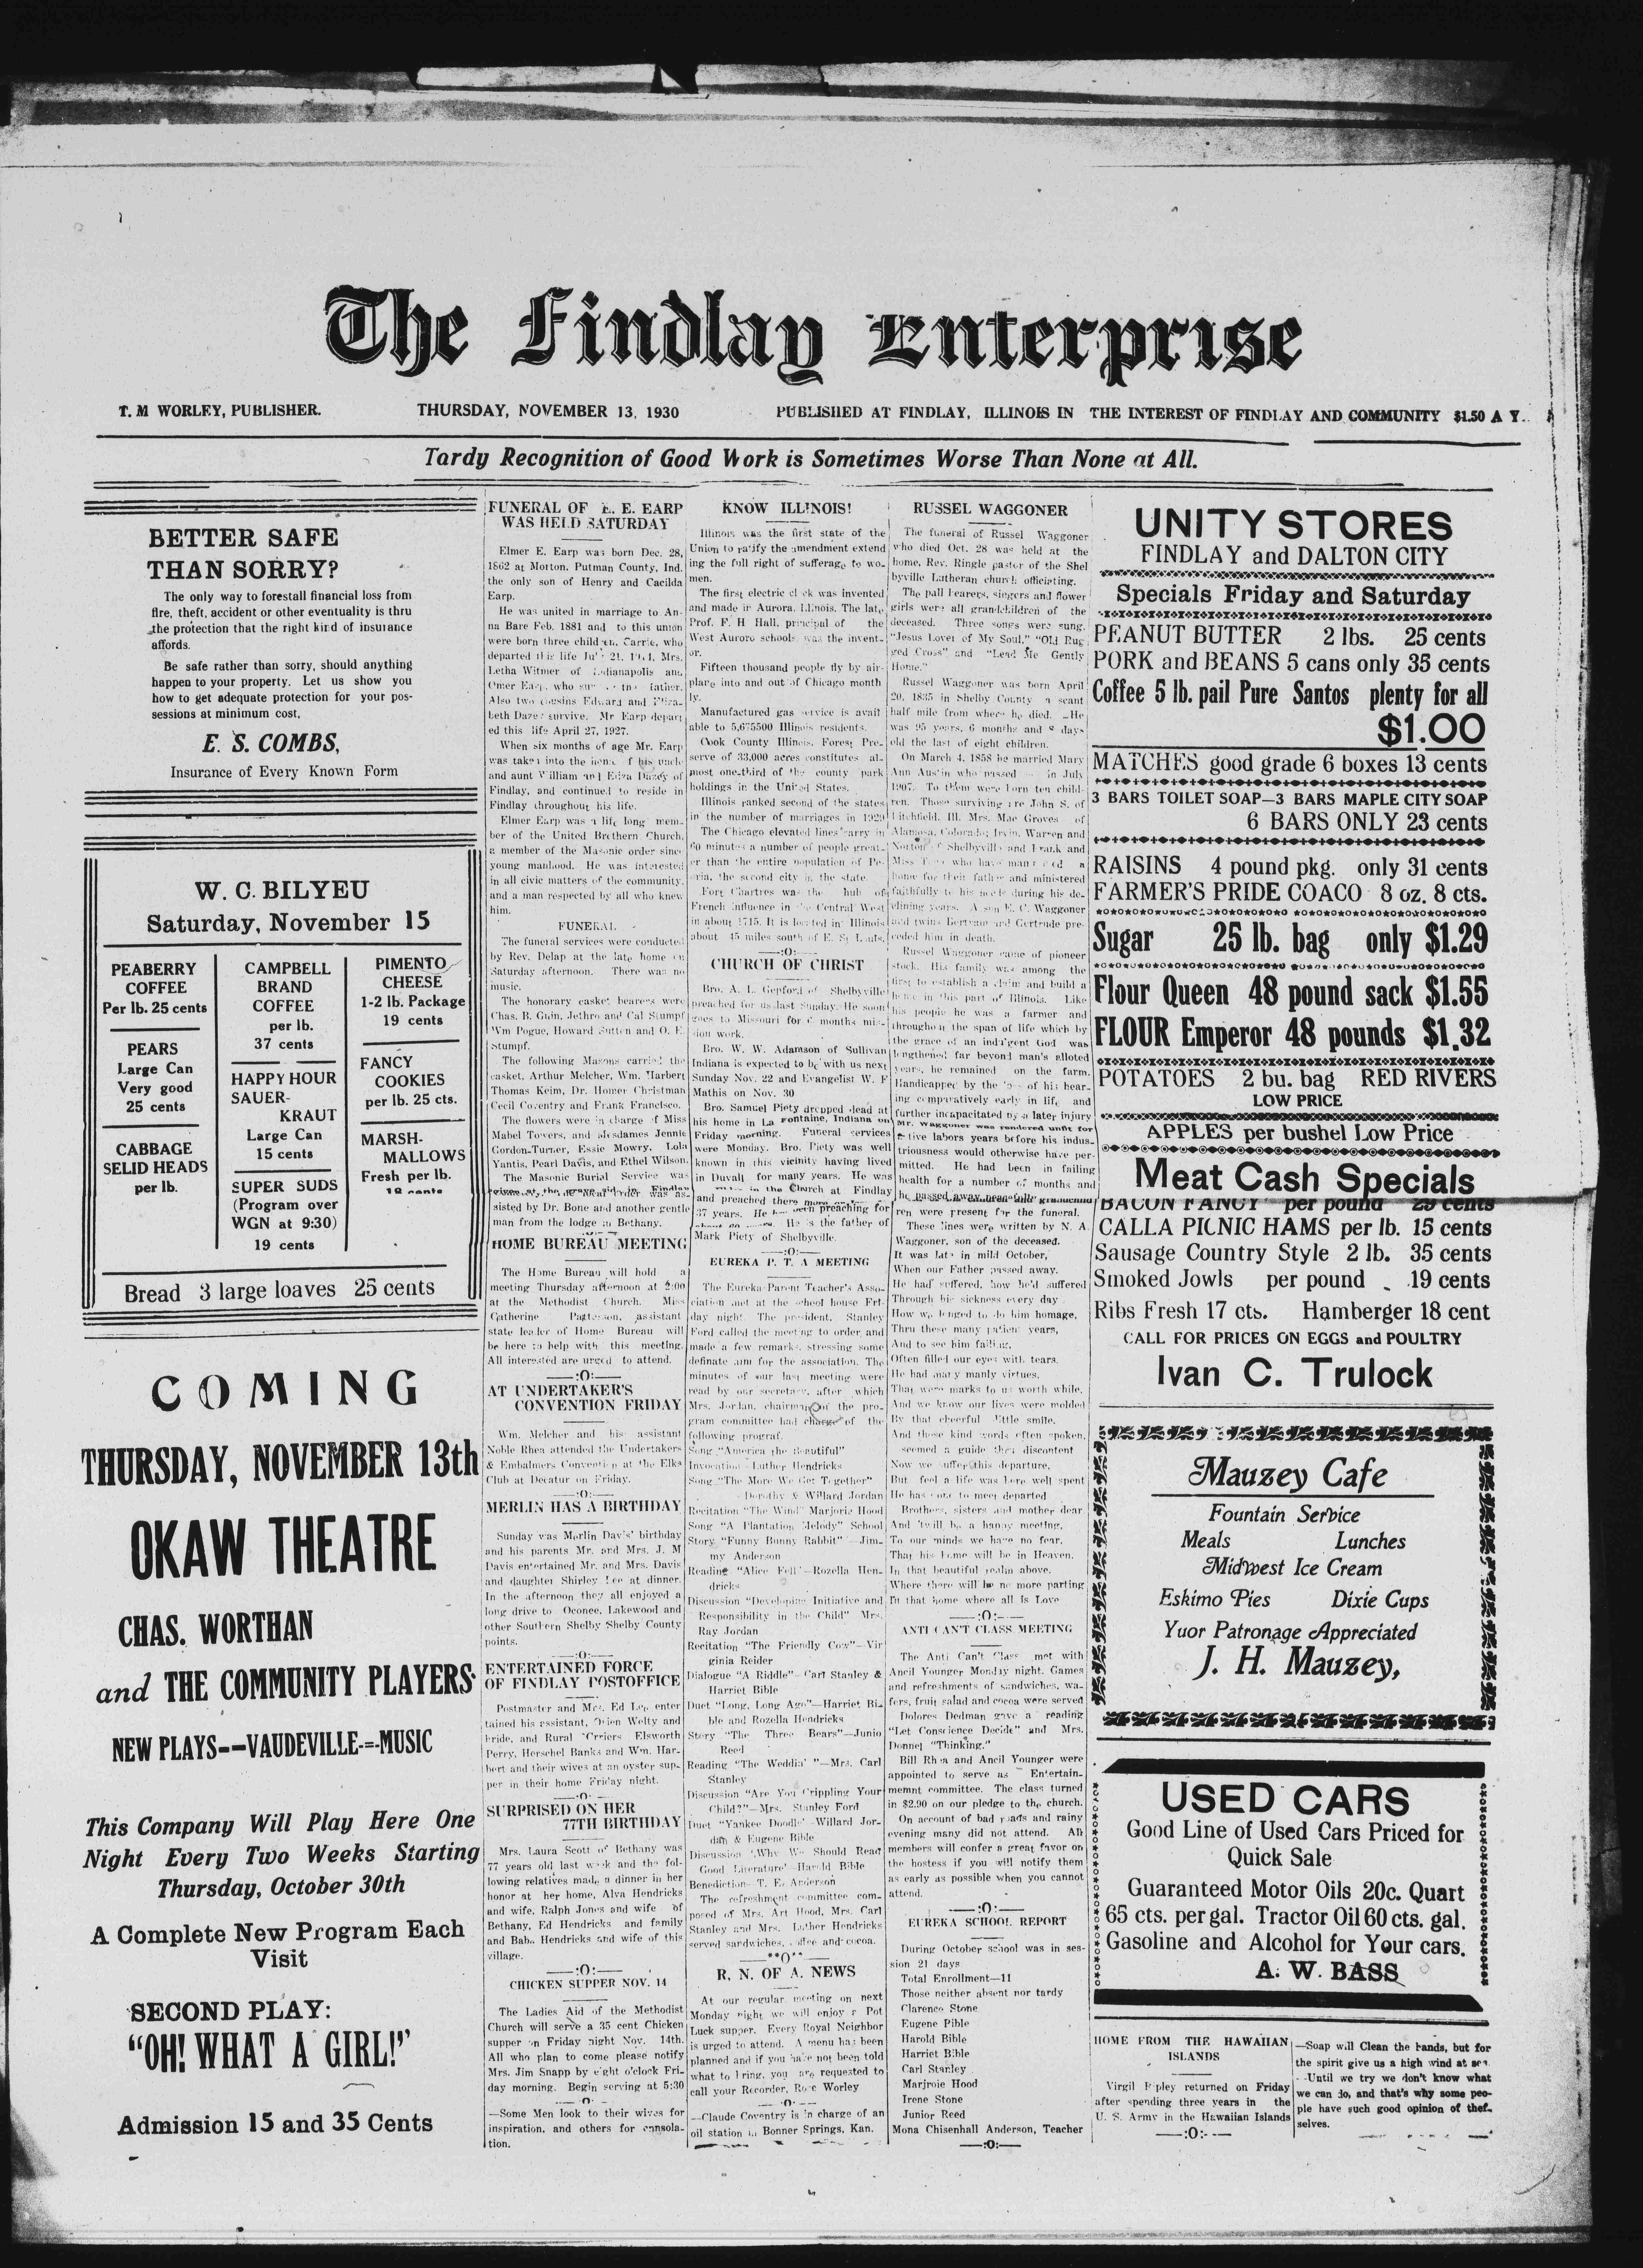 The Findlay Enterprise
T. M WORLEY, PUBLISHER.
THURSDAY, NOVEMBER 13, 1930
PUBLISHED AT FINDLAY, ILLINOIS IN THE INTEREST OF FINDLAY AND COMMUNITY $1.50 A Y.
Tardy Recognition of Good Work is Sometimes Worse Than None at All.
BETTER SAFE
THAN SORRY?
The only way to forestall financial loss from
fire, theft, accident or other eventuality is thru
the protection that the right kind of insurance
affords.
Be safe rather than sorry, should anything
happen to your property. Let us show you
how to get adequate protection for your pos-
sessions at minimum cost,
E. S. COMBS,
Insurance of Every Known Form
W. C. BILYEU
Saturday, November 15
PEABERRY
COFFEE
Per lb. 25 cents
PEARS
Large Can
Very good
25 cents
CABBAGE
SELID HEADS
per lb.
CAMPBELL
BRAND
COFFEE
per lb.
37 cents
HAPPY HOUR
SAUER-
KRAUT
Large Can
15 cents
SUPER SUDS
(Program over
WGN at 9:30)
19 cents
PIMENTO
CHEESE
1-2 lb. Package
19 cents
FANCY
COOKIES
per lb. 25 cts.
MARSH-
MALLOWS
Fresh per lb.
18 cents
Bread 3 large loaves 25 cents
COMING
THURSDAY, NOVEMBER 13th
OKAW THEATRE
CHAS. WORTHAN
and THE COMMUNITY PLAYERS
NEW PLAYS--VAUDEVILLE-=-MUSIC
This Company Will Play Here One
Night Every Two Weeks Starting
Thursday, October 30th
A Complete New Program Each
Visit
SECOND PLAY:
"OH! WHAT A GIRL!"
Admission 15 and 35 Cents
FUNERAL OF E. E. EARP
WAS HELD SATURDAY
Elmer E. Earp was born Dec. 28,
1862 at Morton, Putman County, Ind.
the only son of Henry and Cacilda
Earp.
He was united in marriage to An-
na Bare Feb. 1881 and to this union
were born three children, Carrie, who
departed this life 21, Mrs.
Letha Witmer of Indianapolis and
Omer Earp, who the father.
Also two cousins Edward and Eliza-
beth Dazey survive. Mr Earp depart
ed this life April 27, 1927.
When six months of age Mr. Earp
was taken into the home of his uncle
and aunt William and Dazey of
Findlay, and continued to reside in
Findlay throughout his life.
Elmer Earp was a life long mem-
ber of the United Brethern Church,
a member of the Masonic order since
young manhood. He was interested
in all civic matters of the community,
and a man respected by all who knew
him.
FUNERAL
The funeral services were conducted
by Rev. Delap at the late home on
Saturday afternoon. There was no
music.
The honorary casket bearers were
Chas. B. Guin, Jethro and Cal Stumpf
Wm Pogue, Howard Sutten and O. E.
Stumpf.
The following Masons carried the
casket, Arthur Melcher, Wm. Harbert
Thomas Keim, Dr. Homer Christman
Cecil Coventry and Frank Francisco.
The flowers were in charge of Miss
Mabel Towers, and Mesdames Jennie
Gordon-Turner, Essie Mowry, Lola
Yantis, Pearl Davis, and Ethel Wilson.
The Masonic Burial Service was
sisted by Dr. Bone and another gentle
man from the lodge in Bethany.
HOME BUREAU MEETING
The Home Bureau will hold a
meeting Thursday afternoon at 2:00
at the Methodist Church. Miss
Catherine Patterson, assistant
state leader of Home Bureau will
be here to help with this meeting.
All interested are urged to attend.
—:O:—
AT UNDERTAKER'S
CONVENTION FRIDAY
Wm. Melcher and his assistant
Noble Rhea attended the Undertakers
& Embalmers Convention at the Elks
Club at Decatur on Friday.
—:O:—
MERLIN HAS A BIRTHDAY
Sunday was Merlin Davis' birthday
and his parents Mr. and Mrs. J. M
Davis entertained Mr. and Mrs. Davis
and daughter Shirley Lee at dinner.
In the afternoon they all enjoyed a
long drive to Oconee, Lakewood and
other Southern Shelby Shelby County
points.
—:O:—
ENTERTAINED FORCE
OF FINDLAY POSTOFFICE
Postmaster and Mrs. Ed Lee enter
tained his assistant, Orien Welty and
bride, and Rural Carriers Elsworth
Perry, Herschel Banks and Wm. Har-
bert and their wives at an oyster sup-
per in their home Friday night.
SURPRISED ON HER
77TH BIRTHDAY
Mrs. Laura Scott of Bethany was
77 years old last week and the fol-
lowing relatives made a dinner in her
honor at her home, Alva Hendricks
and wife, Ralph Jones and wife of
Bethany, Ed Hendricks and family
and Babe Hendricks and wife of this
village.
—:O:—
CHICKEN SUPPER NOV. 14
The Ladies Aid of the Methodist
Church will serve a 35 cent Chicken
supper on Friday night Nov. 14th.
All who plan to come please notify
Mrs. Jim Snapp by eight o'clock Fri-
day morning. Begin serving at 5:30
—Some Men look to their wives for
inspiration, and others for consola-
tion.
KNOW ILLINOIS!
Illinois was the first state of the
Union to ratify the amendment extend
ing the full right of sufferage to wo-
men.
The first electric clock was invented
and made in Aurora, Illinois. The late
Prof. F. H Hall, principal of the
West Aurore schools was the invent-
or.
Fifteen thousand people fly by air-
plane into and out of Chicago month
ly.
Manufactured gas service is avail
able to 5,675500 Illinois residents.
Cook County Illinois, Forest Pre-
serve of 33,000 acres constitutes al-
most one-third of the county park
holdings in the United States.
Illinois ranked second of the states
in the number of marriages in 1929
The Chicago elevated lines carry in
60 minutes a number of people great-
er than the entire population of Pe-
oria, the second city in the state.
Fort Chartres was the hub of
French influence in the Central West
in about 1715. It is located in Illinois
about 45 miles south of E. St Louis.
—:O:—
CHURCH OF CHRIST
Bro. A. L. Gepford of Shelbyville
preached for us last Sunday. He soon
goes to Missouri for 6 months mis-
sion work.
Bro. W. W. Adamson of Sullivan
Indiana is expected to be with us next
Sunday Nov. 22 and Evangelist W. F
Mathis on Nov. 30
Bro. Samuel Piety dropped dead at
his home in La Fontaine, Indiana on
Friday morning. Funeral services
were Monday. Bro. Piety was well
known in this vicinity having lived
in Duvall for many years. He was
in the Church at Findlay
and preached there
37 years. He has been preaching for
He is the father of
Mark Piety of Shelbyville.
—:O:—
EUREKA P. T. A MEETING
The Eureka Parent Teacher's Asso-
ciation met at the school house Fri-
day night. The president, Stanley
Ford called the meeting to order and
made a few remarks, stressing some
definate aim for the association. The
minutes of our last meeting were
read by our secretary, after which
Mrs. Jordan, chairman of the pro-
gram committee had charge of the
following prograf.
Song "America the Beautiful"
Invocation—Luther Hendricks
Song "The More We Get Together"
—Dorothy & Willard Jordan
Recitation "The Wind" Marjorie Hood
Song "A Plantation Melody" School
Story "Funny Bunny Rabbit"—Jim-
my Anderson
Reading "Alice Fell"—Rozella Hen-
dricks
Discussion "Developing Initiative and
Responsibility in the Child" Mrs.
Ray Jordan
Recitation "The Friendly Cow"—Vir
ginia Reider
Dialogue "A Riddle"—Carl Stanley &
Harriet Bible
Duet "Long, Long Ago"—Harriet Bi-
ble and Rozella Hendricks
Story "The Three Bears"—Junio
Reed
Reading "The Weddin' "—Mrs. Carl
Stanley
Discussion "Are You Crippling Your
Child?"—Mrs. Stanley Ford
Duet "Yankee Doodle"—Willard Jor-
dan & Eugene Bible
Discussion 'Why We Should Read
Good Literature'—Harold Bible
Benediction—T. E. Anderson
The refreshment committee com-
posed of Mrs. Art Hood, Mrs. Carl
Stanley and Mrs. Luther Hendricks
served sandwiches, coffee and cocoa.
R. N. OF A. NEWS
At our regular meeting on next
Monday night we will enjoy a Pot
Luck supper. Every Royal Neighbor
is urged to attend. A menu has been
planned and if you have not been told
what to bring, you are requested to
call your Recorder, Rose Worley
—Claude Coventry is in charge of an
oil station in Bonner Springs, Kan.
RUSSEL WAGGONER
The funeral of Russel Waggoner
who died Oct. 28 was held at the
home, Rev. Ringle pastor of the Shel
byville Lutheran church officiating.
The pall bearers, singers and flower
girls were all grandchildren of the
deceased. Three songs were sung,
"Jesus Lover of My Soul," "Old Rug
ged Cross" and "Lead Me Gently
Home."
Russel Waggoner was born April
20, 1835 in Shelby County a scant
half mile from where he died. He
was 95 years, 6 months and 8 days
old the last of eight children.
On March 4, 1858 he married Mary
Ann Austin who passed in July
1907. To them were born ten child-
ren. Those surviving are John S. of
Litchfield, Ill. Mrs. Mae Groves of
Alamosa, Colorado; Irvin, Warren and
Norton of Shelbyville and Frank and
Miss who have maintained a
home for their father and ministered
faithfully to his needs during his de-
clining years. A son E. C. Waggoner
and twins Bertram and Gertrude pre-
ceded him in death.
Russel Waggoner came of pioneer
stock. His family was among the
first to establish a claim and build a
home in this part of Illinois. Like
his people he was a farmer and
throughout the span of life which by
the grace of an indulgent God was
lengthened far beyond man's alloted
years, he remained on the farm.
Handicapped by the loss of his hear-
ing comparatively early in life and
further incapacitated by a later injury
Mr. Waggoner was rendered unfit for
active labors years before his indus-
triousness would otherwise have per-
mitted. He had been in failing
health for a number of months and
he passed away peacefully
ren were present for the funeral.
These lines were written by N. A.
Waggoner, son of the deceased.
It was late in mild October,
When our Father passed away.
He had suffered, how he'd suffered
Through his sickness every day
How we longed to do him homage,
Thru these many patient years,
And to see him failing,
Often filled our eyes with tears.
He had many manly virtues,
That were marks to us worth while,
And we know our lives were molded
By that cheerful little smile.
And those kind words often spoken,
seemed a guide thru discontent
Now we suffer this departure,
But feel a life was here well spent
He has gone to meet departed
Brothers, sisters and mother dear
And 'twill be a happy meeting,
To our minds we have no fear.
That his home will be in Heaven,
In that beautiful realm above.
Where there will be no more parting
In that home where all Is Love
—:O:—
ANTI CAN'T CLASS MEETING
The Anti Can't Class met with
Ancil Younger Monday night. Games
and refreshments of sandwiches, wa-
fers, fruit salad and cocoa were served
Dolores Dedman gave a reading
"Let Conscience Decide" and Mrs.
Donnel "Thinking."
Bill Rhea and Ancil Younger were
appointed to serve as Entertain-
memnt committee. The class turned
in $2.90 on our pledge to the church.
On account of bad roads and rainy
evening many did not attend. All
members will confer a great favor on
the hostess if you will notify them
as early as possible when you cannot
attend.
—:O:—
EUREKA SCHOOL REPORT
During October school was in ses-
sion 21 days
Total Enrollment—11
Those neither absent nor tardy
Clarence Stone
Eugene Pible
Harold Bible
Harriet Bible
Carl Stanley
Marjroie Hood
Irene Stone
Junior Reed
Mona Chisenhall Anderson, Teacher
—:O:—
UNITY STORES
FINDLAY and DALTON CITY
Specials Friday and Saturday
PEANUT BUTTER 2 lbs. 25 cents
PORK and BEANS 5 cans only 35 cents
Coffee 5 lb. pail Pure Santos plenty for all
$1.00
MATCHES good grade 6 boxes 13 cents
3 BARS TOILET SOAP—3 BARS MAPLE CITY SOAP
6 BARS ONLY 23 cents
RAISINS 4 pound pkg. only 31 cents
FARMER'S PRIDE COACO 8 oz. 8 cts.
Sugar 25 lb. bag only $1.29
Flour Queen 48 pound sack $1.55
FLOUR Emperor 48 pounds $1.32
POTATOES 2 bu. bag RED RIVERS
LOW PRICE
APPLES per bushel Low Price
Meat Cash Specials
BACON FANCY per pound 29 cents
CALLA PICNIC HAMS per lb. 15 cents
Sausage Country Style 2 lb. 35 cents
Smoked Jowls per pound 19 cents
Ribs Fresh 17 cts. Hamberger 18 cent
CALL FOR PRICES ON EGGS and POULTRY
Ivan C. Trulock
Mauzey Cafe
Fountain Service
Meals Lunches
Midwest Ice Cream
Eskimo Pies Dixie Cups
Yuor Patronage Appreciated
J. H. Mauzey,
USED CARS
Good Line of Used Cars Priced for
Quick Sale
Guaranteed Motor Oils 20c. Quart
65 cts. per gal. Tractor Oil 60 cts. gal.
Gasoline and Alcohol for Your cars.
A. W. BASS
HOME FROM THE HAWAIIAN
ISLANDS
Virgil Ripley returned on Friday
after spending three years in the
U. S. Army in the Hawaiian Islands
—:O:—
—Soap will Clean the hands, but for
the spirit give us a high wind at sea.
—Until we try we don't know what
we can do, and that's why some peo-
ple have such good opinion of thef-
selves.